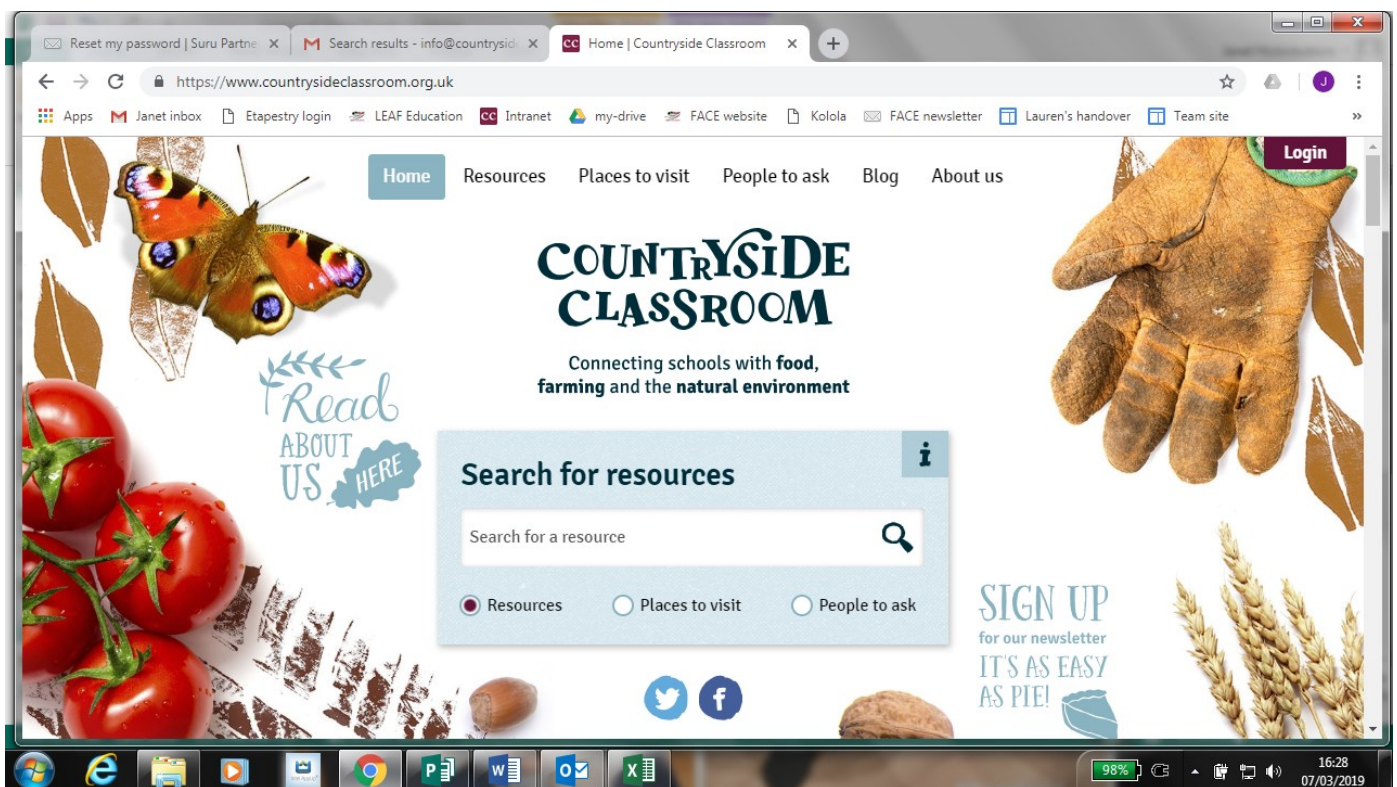 Reset my password | Suru Partne
Search results - info@countrysid
Home | Countryside Classroom
https://www.countrysideclassroom.org.uk
J
Apps
Janet inbox
Etapestry login
LEAF Education
cc Intranet
my-drive
FACE website
Kolola
FACE newsletter
Lauren's handover
Team site
»
Login
Home
Resources
Places to visit
People to ask
Blog
About us
COUNTRYSIDE
CLASSROOM
Connecting schools with food,
farming and the natural environment
Read
ABOUT
US HERE
Search for resources
i
Search for a resource
Resources
Places to visit
People to ask
SIGN UP
for our newsletter
IT'S AS EASY
AS PIE!
98%
16:28
07/03/2019